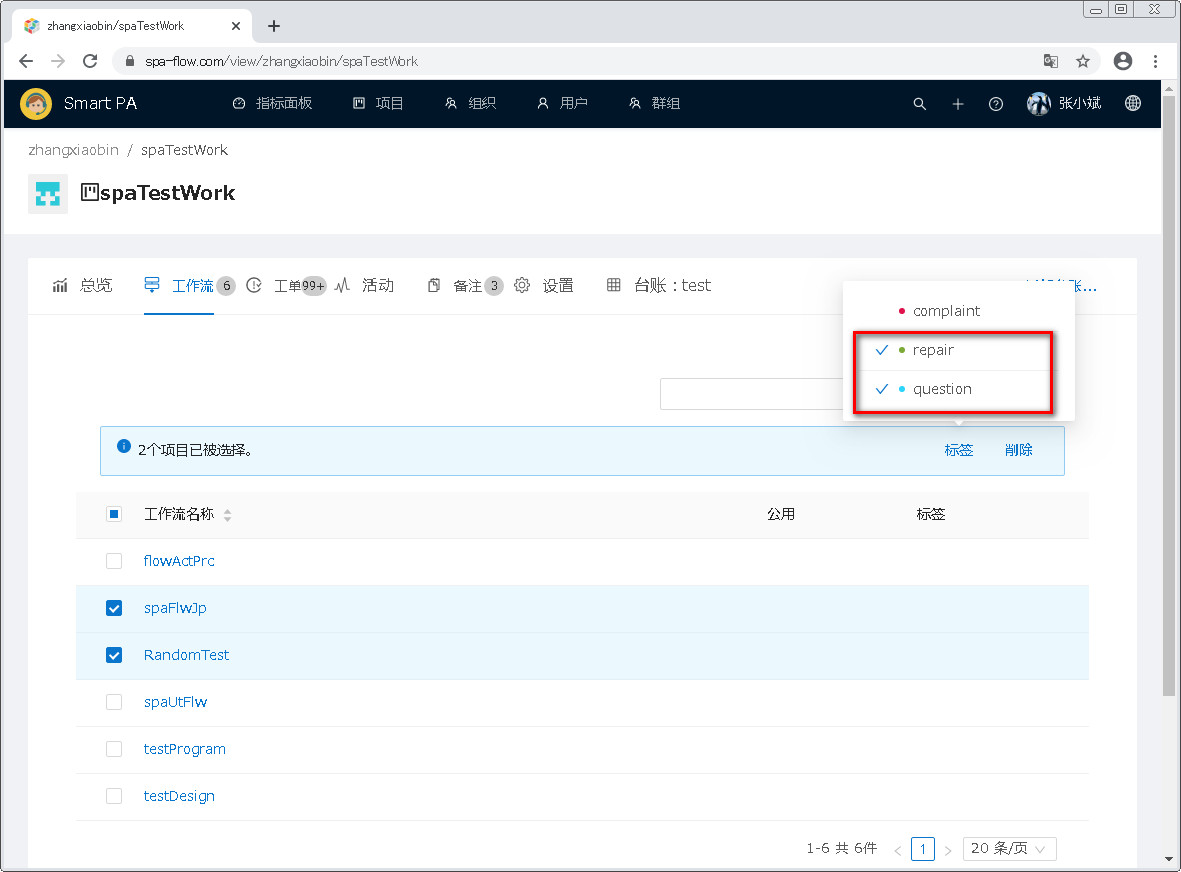 zhangxiaobin/spaTestWork
spa-flow.com/view/zhangxiaobin/spaTestWork
Smart PA 指标面板 项目 组织 用户 群组 张小斌
zhangxiaobin / spaTestWork
spaTestWork
总览 工作流 6 工单 99+ 活动 备注 3 设置 台账：test
complaint
repair
question
2个项目已被选择。 标签 削除
工作流名称 公用 标签
flowActPrc
spaFlwJp
RandomTest
spaUtFlw
testProgram
testDesign
1-6 共 6件 1 20 条/页